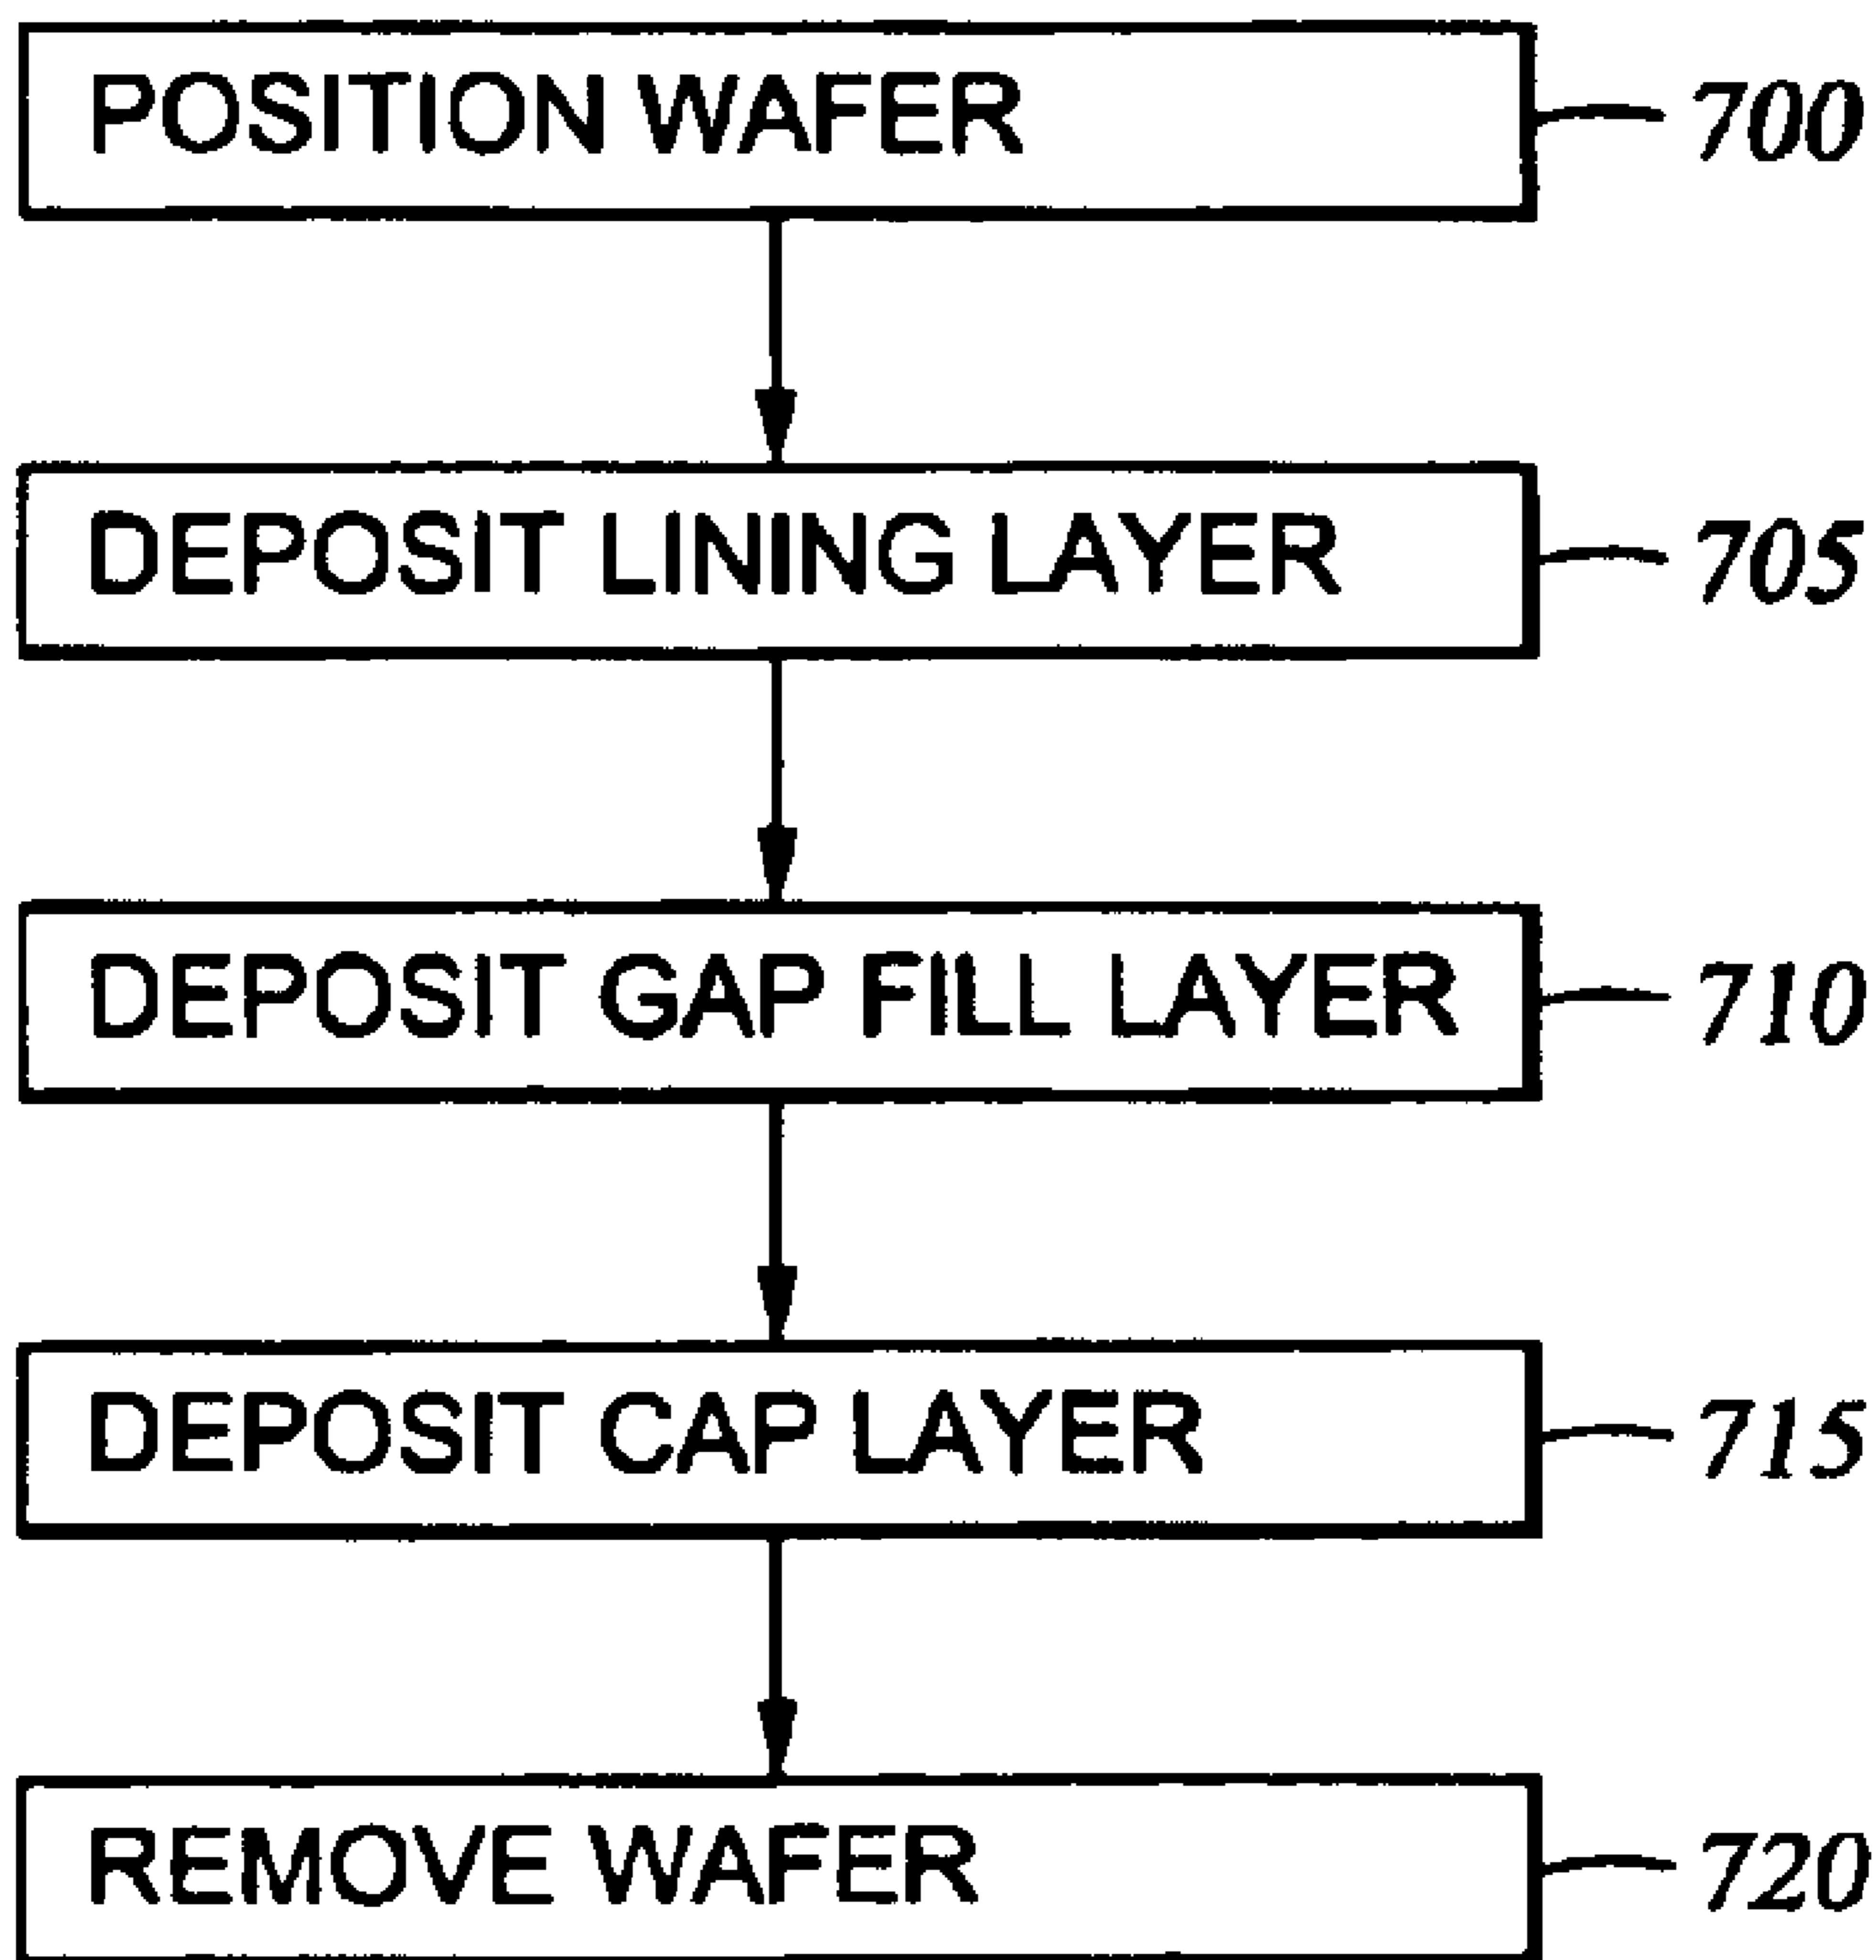 POSITION WAFER 700
DEPOSIT LINING LAYER 705
DEPOSIT GAP FILL LAYER 710
DEPOSIT CAP LAYER 715
REMOVE WAFER 720